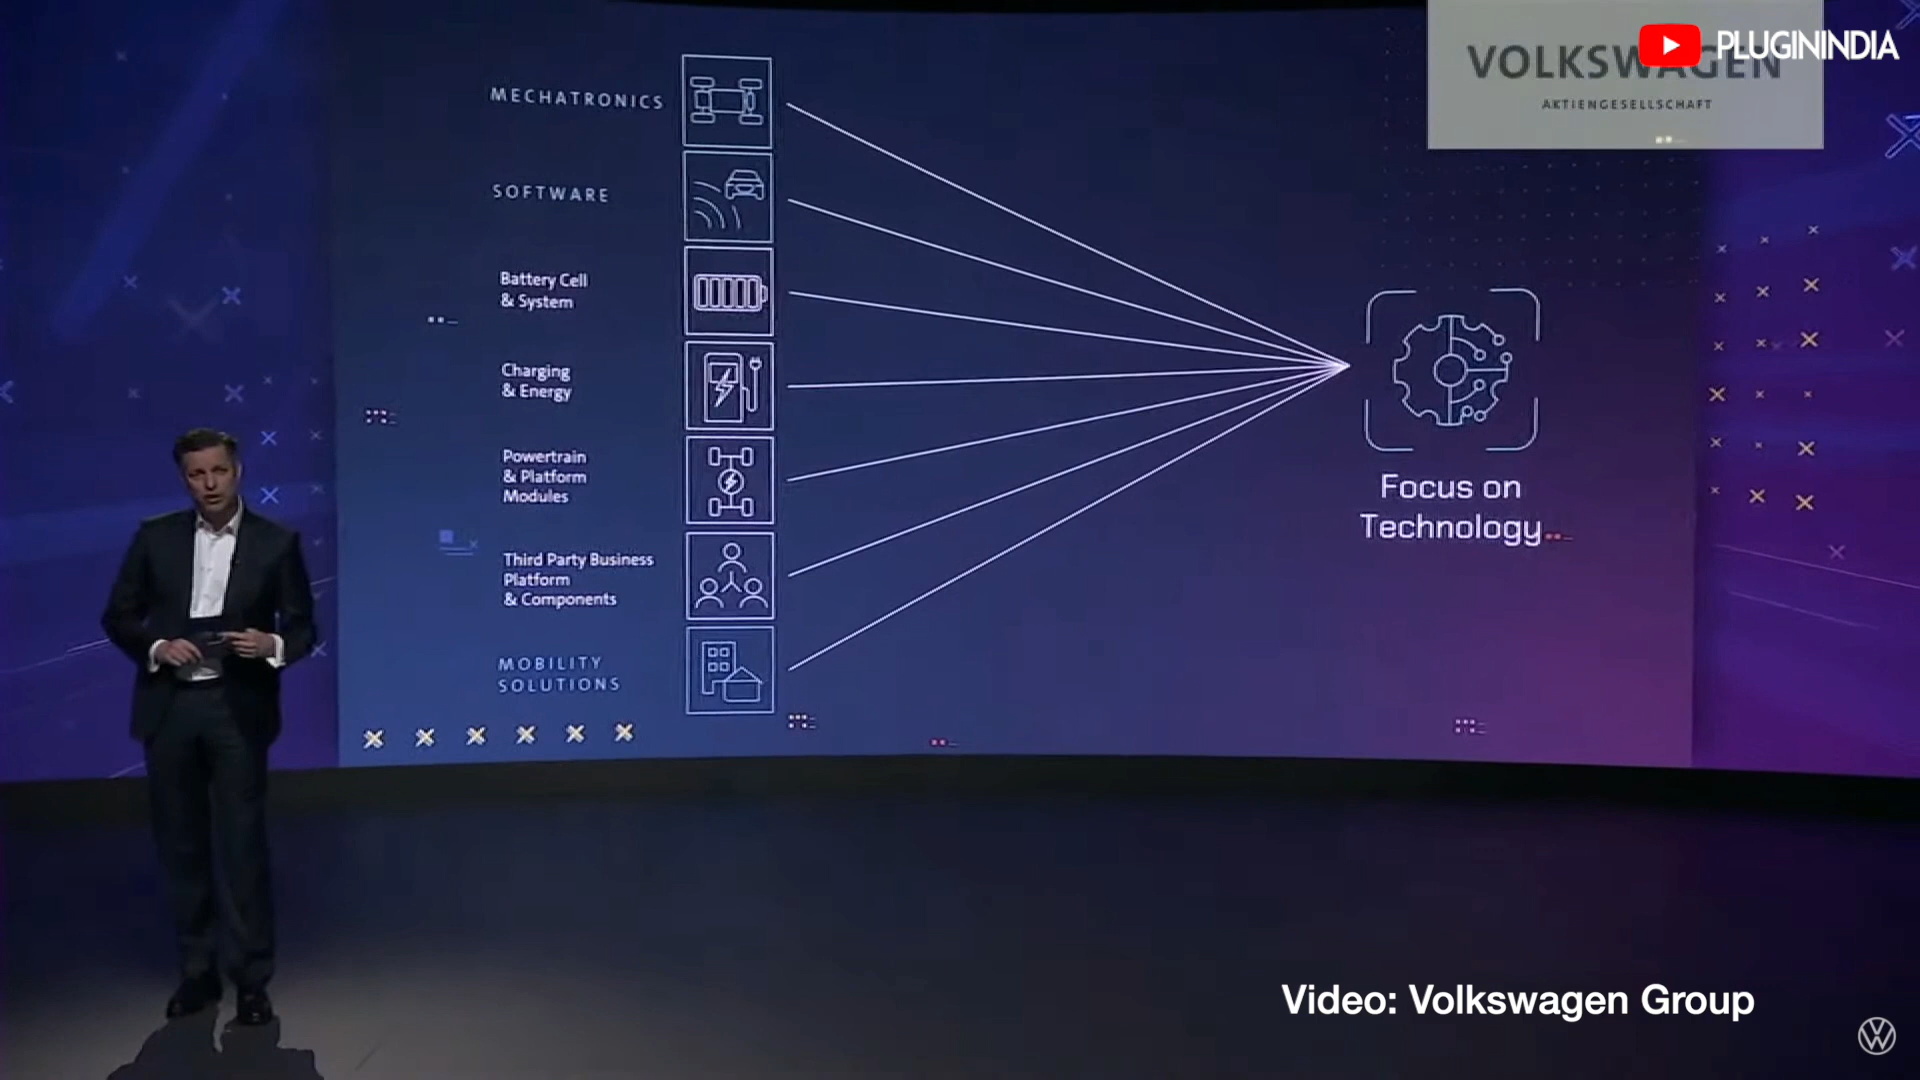 VOLKSWAGEN
AKTIENGESELLSCHAFT
PLUGININDIA
MECHATRONICS
SOFTWARE
Battery Cell
& System
Charging
& Energy
Powertrain
& Platform
Modules
Third Party Business
Platform
& Components
MOBILITY
SOLUTIONS
Focus on
Technology
Video: Volkswagen Group